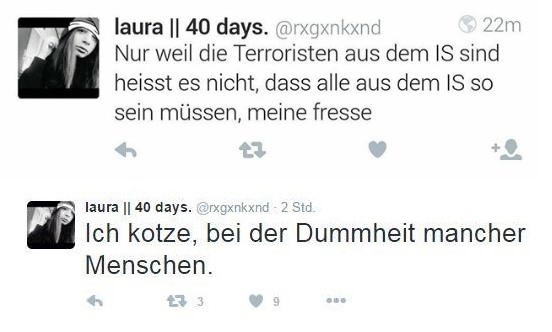 laura || 40 days. @rxgxnkxnd 22m
Nur weil die Terroristen aus dem IS sind
heisst es nicht, dass alle aus dem IS so
sein müssen, meine fresse
laura || 40 days. @rxgxnkxnd · 2 Std.
Ich kotze, bei der Dummheit mancher
Menschen.
3 9